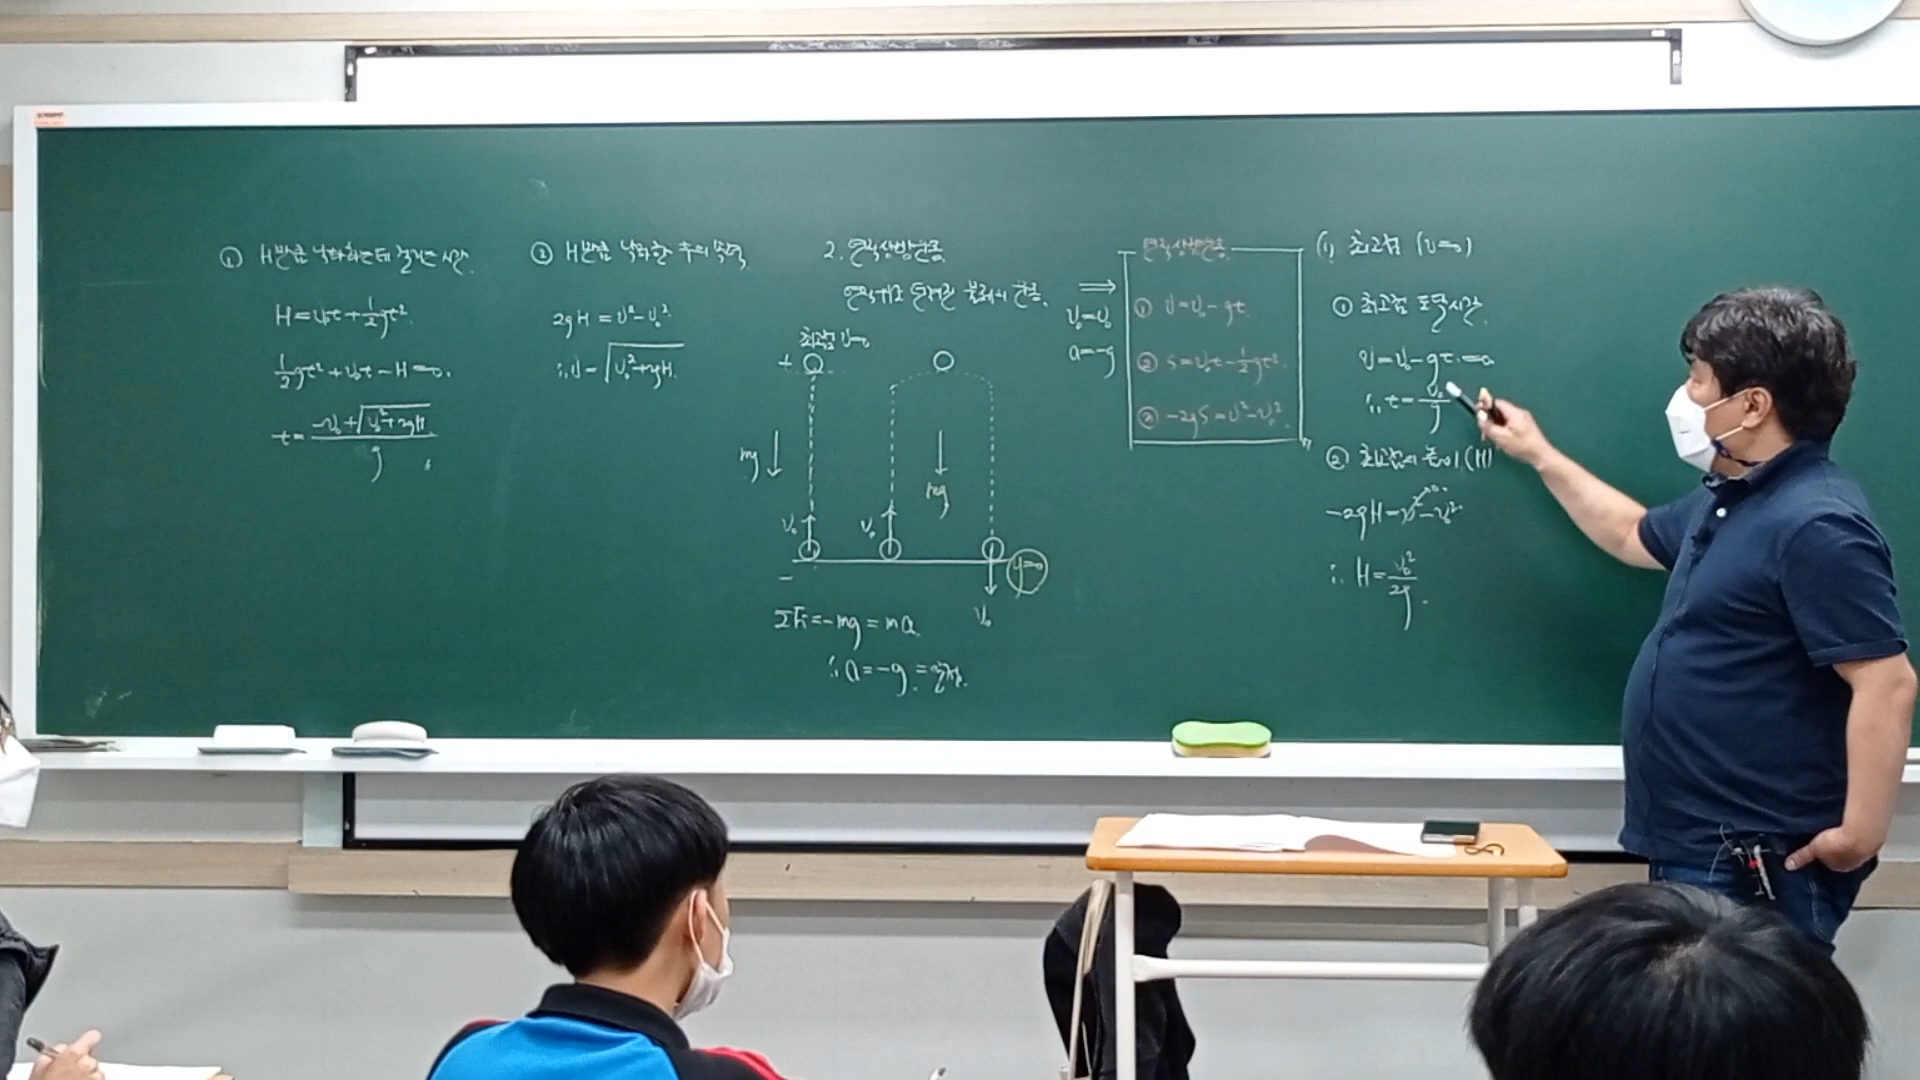 ① H만큼 낙하하는데 걸리는 시간.
H = v₀t + ½gt².
½gt² + v₀t − H = 0.
t = (−v₀ + √(v₀² + 2gH)) / g
② H만큼 낙하한 후의 속력.
2gH = v² − v₀².
∴ v = √(v₀² + 2gH).
2. 연직상방운동.
연직위로 던져진 물체의 운동.
최고점 v=0
+
mg ↓
mg
v₀
v₀
y=0
−
v₀
ΣF = −mg = ma.
∴ a = −g. = 일정.
⇒
v₀ = v₀
a = −g
연직상방운동.
① v = v₀ − gt.
② s = v₀t − ½gt².
③ −2gs = v² − v₀².
(1) 최고점 (v=0)
① 최고점 도달시간.
v = v₀ − gt. = 0
∴ t = v₀/g
② 최고점의 높이 (H)
−2gH = v² − v₀²
∴ H = v₀²/2g.